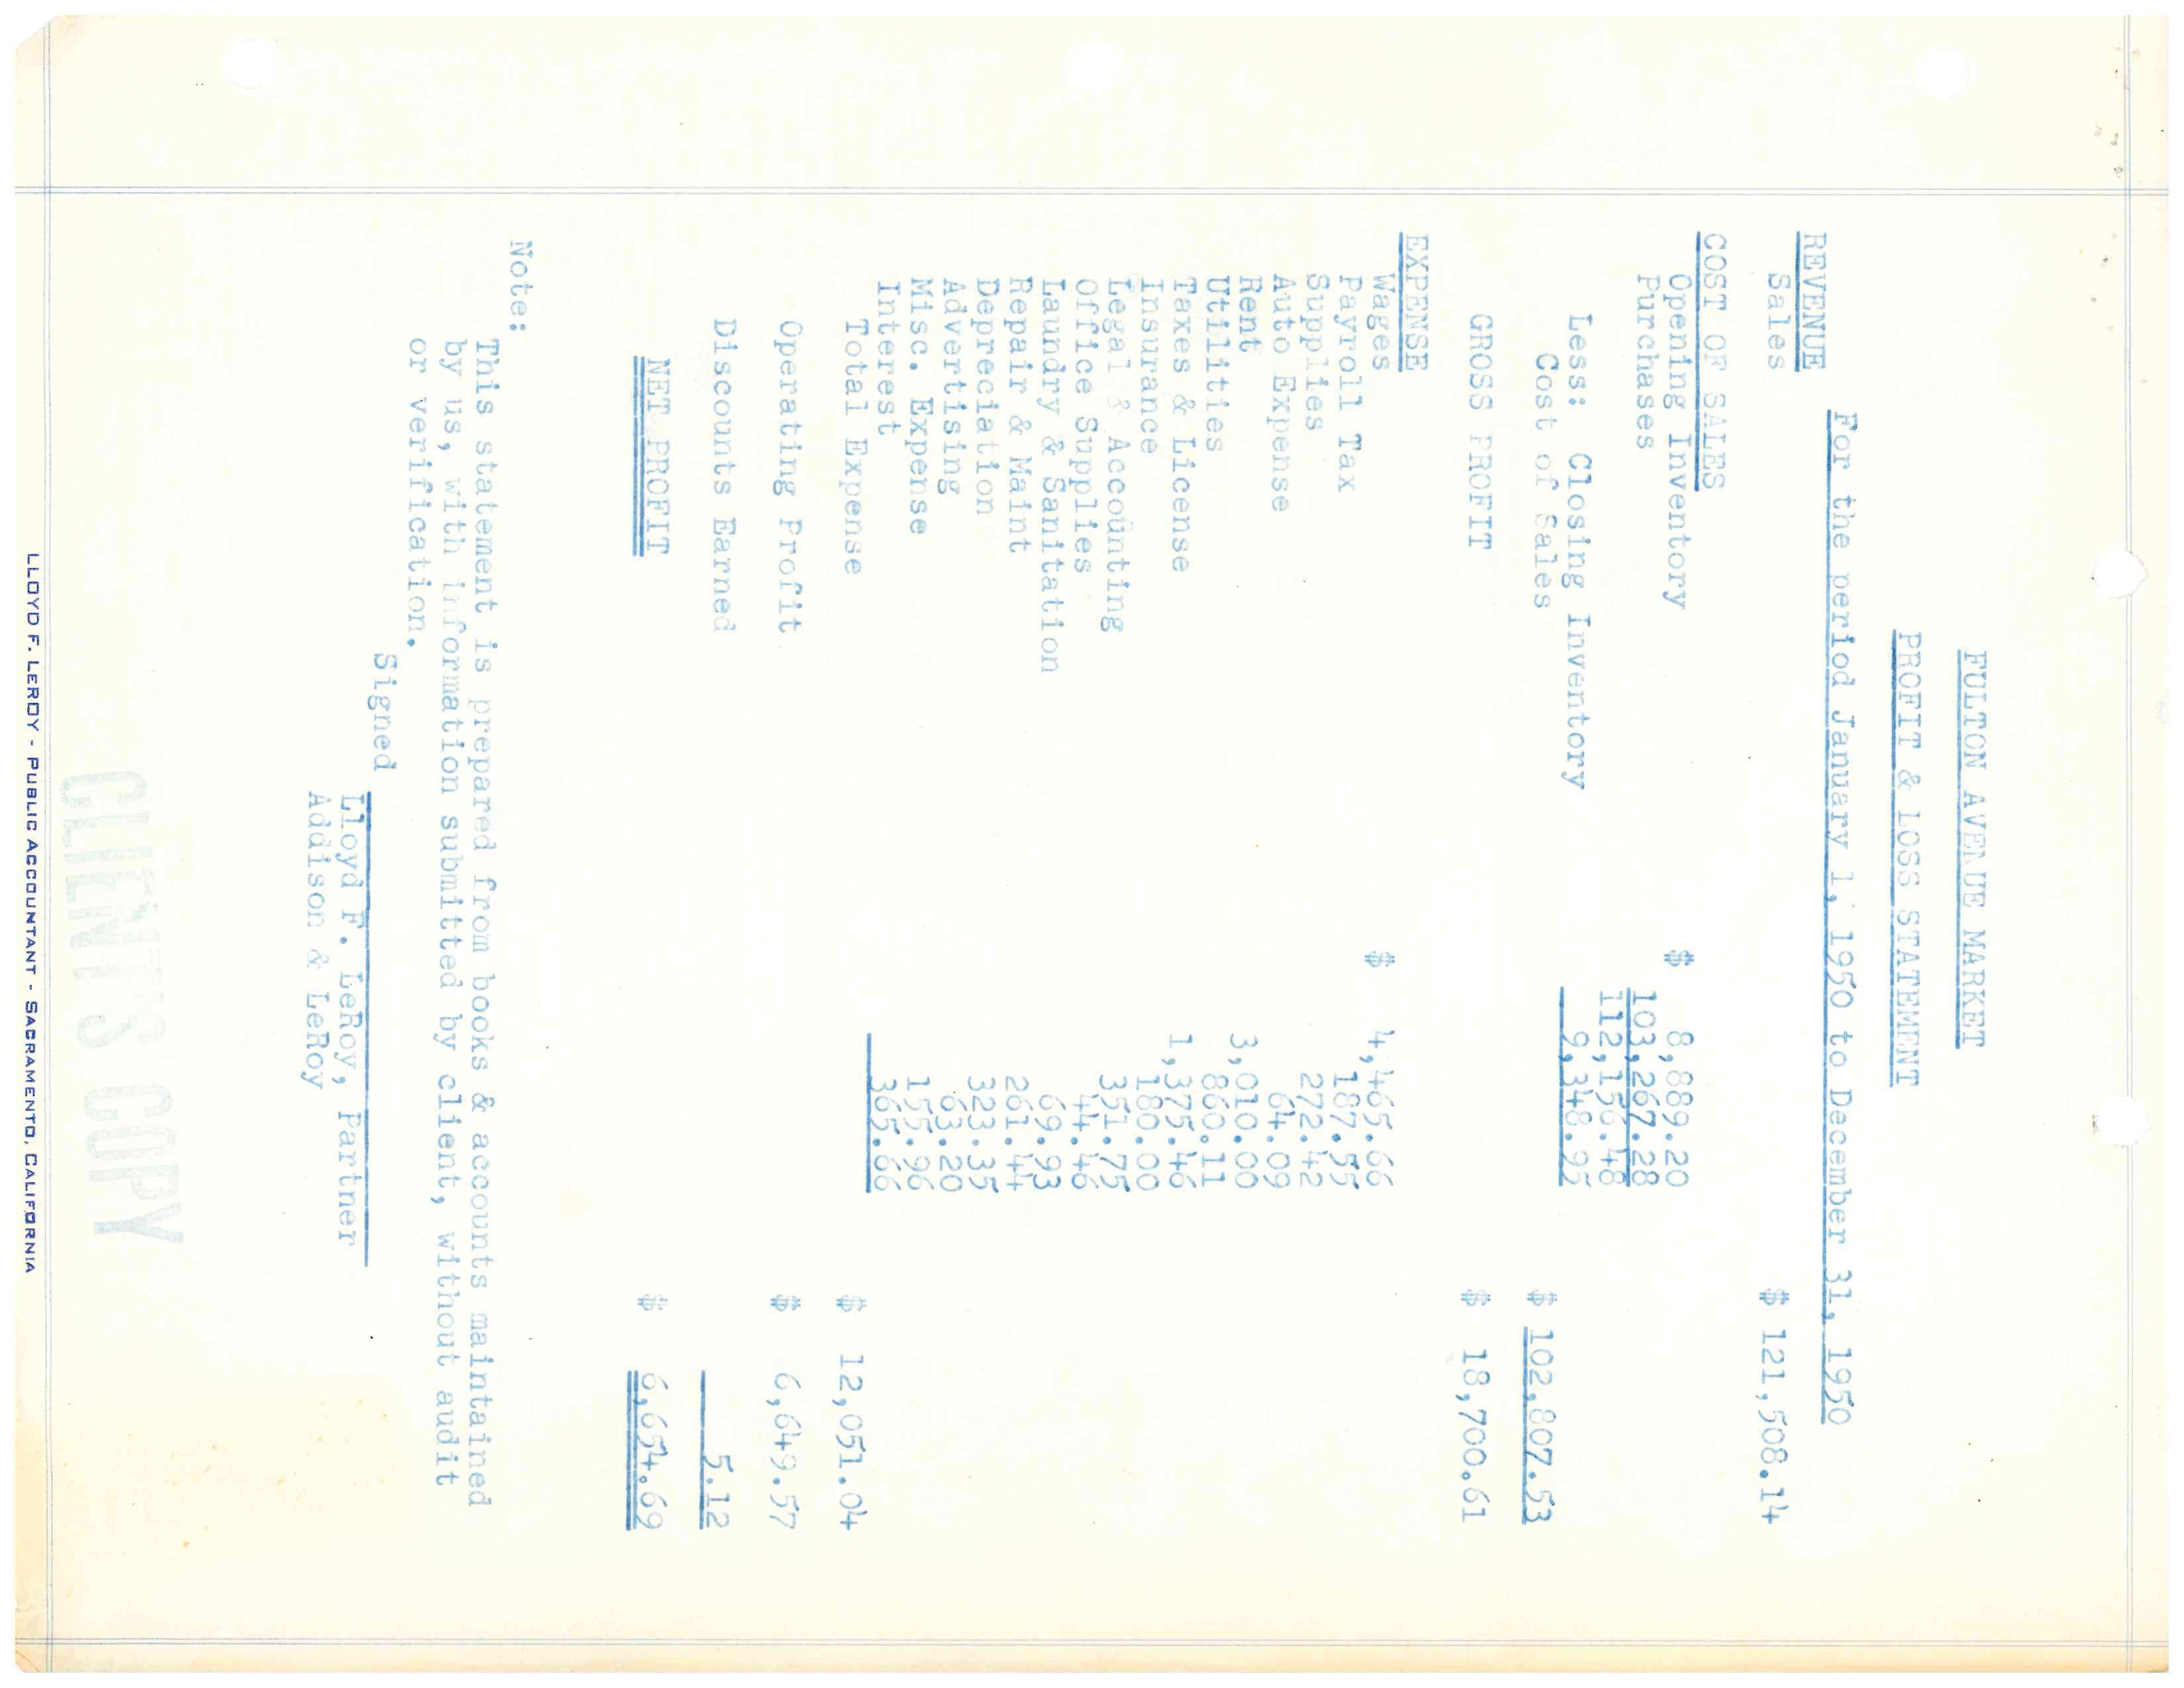 FULTON AVENUE MARKET
PROFIT & LOSS STATEMENT
For the period January 1, 1950 to December 31, 1950
REVENUE
Sales $ 121,508.14
COST OF SALES
Opening Inventory $ 8,889.20
Purchases 103,267.28
112,156.48
Less: Closing Inventory 9,348.95
Cost of Sales $ 102,807.53
GROSS PROFIT $ 18,700.61
EXPENSE
Wages $ 4,465.66
Payroll Tax 187.55
Supplies 272.42
Auto Expense 64.09
Rent 3,010.00
Utilities 860.11
Taxes & License 1,375.46
Insurance 180.00
Legal & Accounting 351.75
Office Supplies 44.46
Laundry & Sanitation 69.93
Repair & Maint 261.44
Depreciation 323.35
Advertising 63.20
Misc. Expense 155.96
Interest 365.66
Total Expense $ 12,051.04
Operating Profit $ 6,649.57
Discounts Earned 5.12
NET PROFIT $ 6,654.69
Note:
This statement is prepared from books & accounts maintained
by us, with information submitted by client, without audit
or verification.
Signed
Lloyd F. LeRoy, Partner
Addison & LeRoy
CLIENT'S COPY
LLOYD F. LEROY - PUBLIC ACCOUNTANT - SACRAMENTO, CALIFORNIA